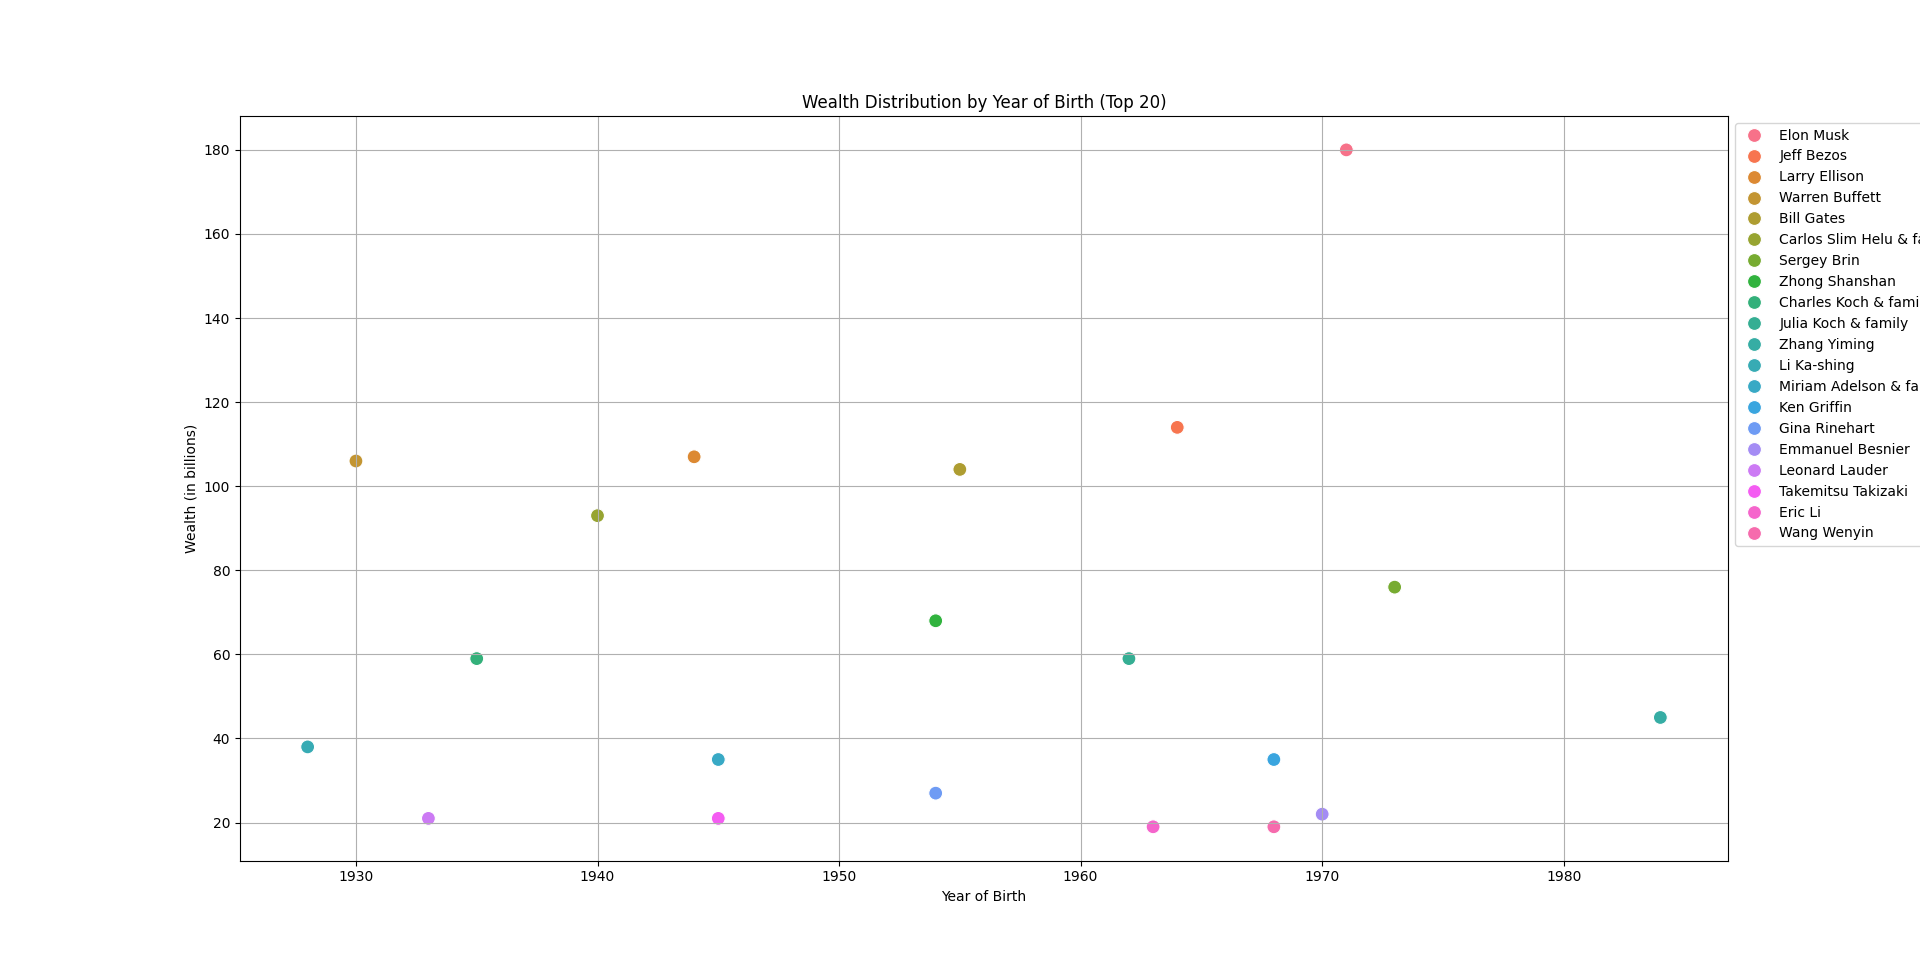 Wealth Distribution by Year of Birth (Top 20)
180
160
140
120
100
80
60
40
20
Wealth (in billions)
1930 1940 1950 1960 1970 1980
Year of Birth
Elon Musk
Jeff Bezos
Larry Ellison
Warren Buffett
Bill Gates
Carlos Slim Helu & fa
Sergey Brin
Zhong Shanshan
Charles Koch & fami
Julia Koch & family
Zhang Yiming
Li Ka-shing
Miriam Adelson & fa
Ken Griffin
Gina Rinehart
Emmanuel Besnier
Leonard Lauder
Takemitsu Takizaki
Eric Li
Wang Wenyin